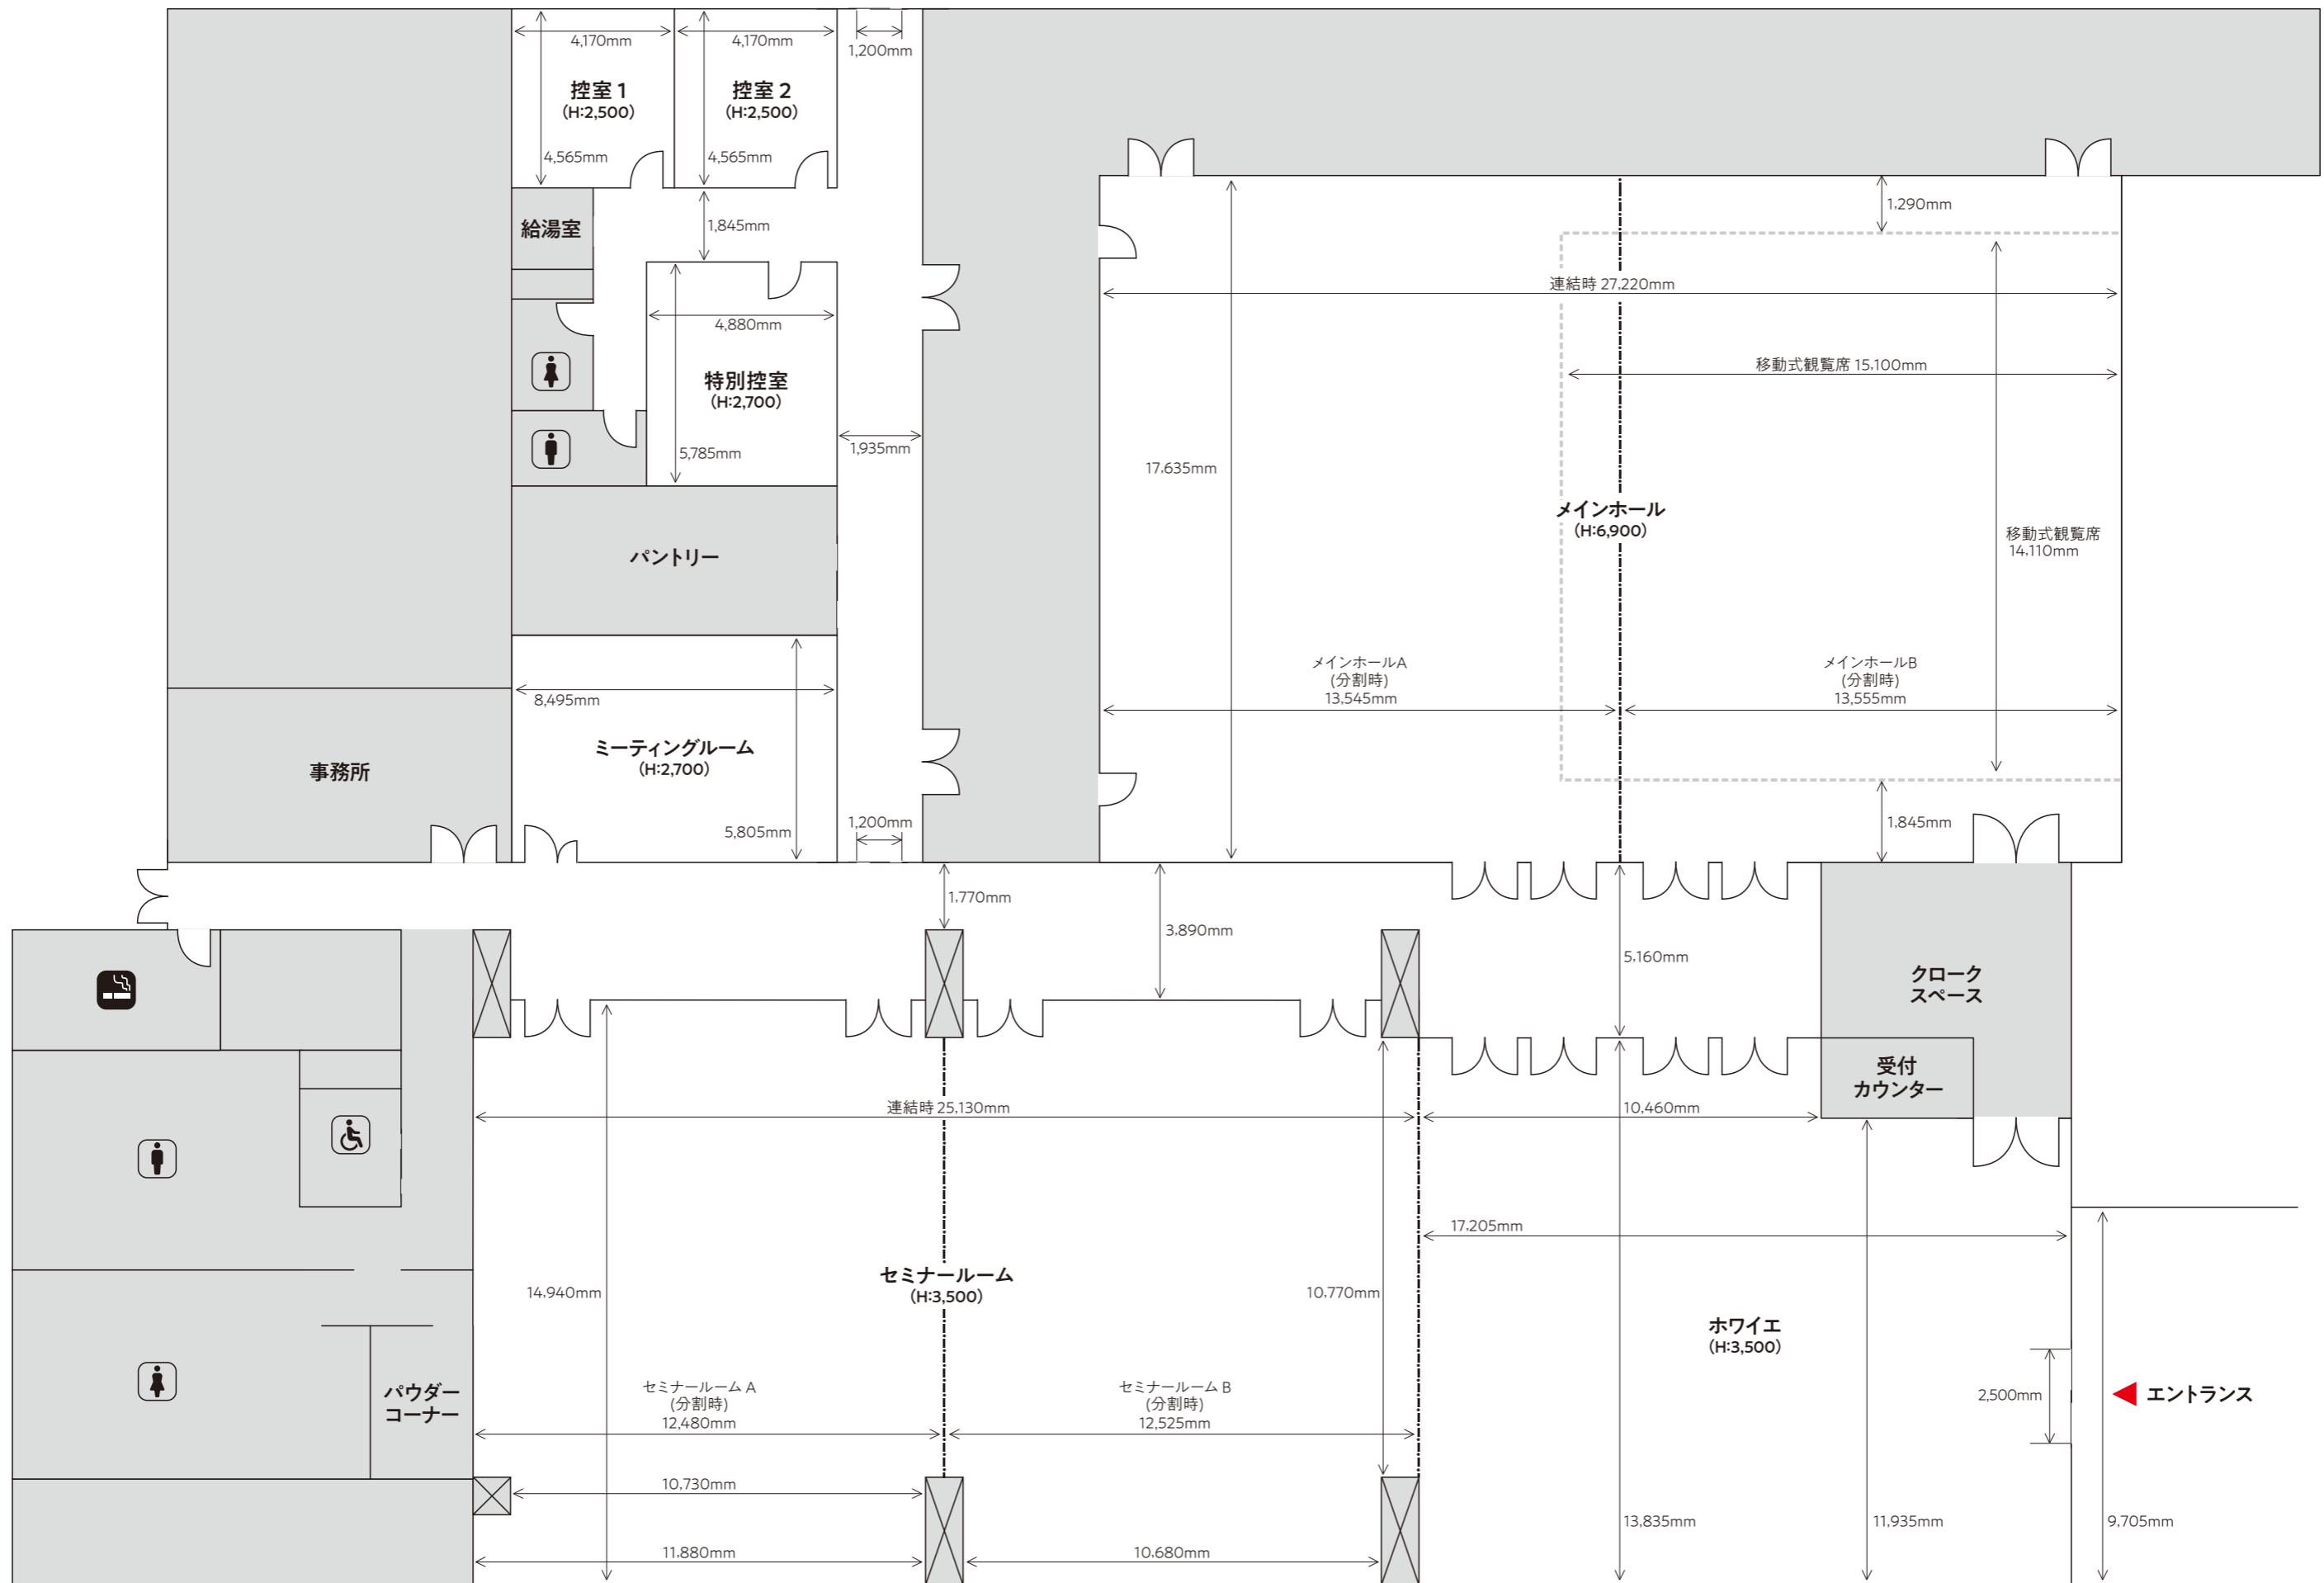 4,170mm
4,170mm
1,200mm
控室 1
(H:2,500)
控室 2
(H:2,500)
4,565mm
4,565mm
給湯室
1,845mm
1.290mm
連結時 27.220mm
4,880mm
移動式観覧席 15.100mm
特別控室
(H:2,700)
5,785mm
1,935mm
17.635mm
メインホール
(H:6,900)
移動式観覧席
14.110mm
パントリー
メインホールA
(分割時)
13,545mm
メインホールB
(分割時)
13,555mm
8,495mm
ミーティングルーム
(H:2,700)
事務所
5,805mm
1,200mm
1,845mm
1.770mm
3.890mm
5.160mm
クローク
スペース
受付
カウンター
連結時 25.130mm
10.460mm
17.205mm
14.940mm
セミナールーム
(H:3,500)
10.770mm
ホワイエ
(H:3,500)
パウダー
コーナー
セミナールーム A
(分割時)
12,480mm
セミナールーム B
(分割時)
12,525mm
2,500mm
エントランス
10.730mm
13,835mm
11,935mm
9,705mm
11.880mm
10.680mm